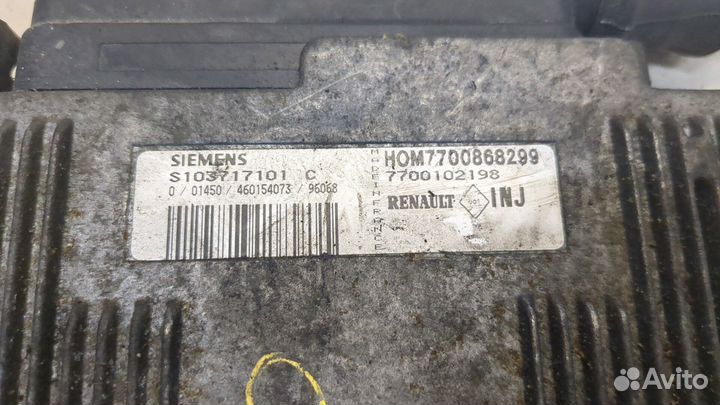 SIEMENS
S103717101 C
0 / 01450 / 460154073 / 96068
MADE IN FRANCE
HOM7700868299
7700102198
RENAULT INJ
Avito